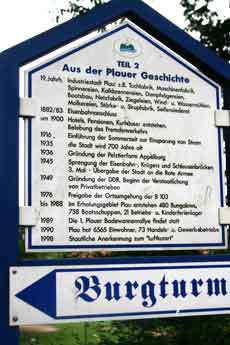 TEIL 2
Aus der Plauer Geschichte
19. Jahrh. Industriestadt Plau z.B. Tuchfabrik, Maschinenfabrik,
Spinnereien, Kalkbrennereien, Dampfsägereien,
Bootsbau, Netzfabrik, Ziegeleien, Wind- u. Wassermühlen,
Molkereien, Stärke- u. Sirupfabrik, Seifensiederei
1882/83 Eisenbahnanschluss
um 1900 Hotels, Pensionen, Kurhäuser entstehen,
Belebung des Fremdenverkehrs
1916 Einführung der Sommerzeit zur Einsparung von Strom
1935 die Stadt wird 700 Jahre alt
1936 Gründung der Pelztierfarm Appelburg
1945 Sprengung der Eisenbahn-, Krügers und Schleusenbrücken
3. Mai - Übergabe der Stadt an die Rote Armee
1949 Gründung der DDR, Beginn der Verstaatlichung
von Privatbetrieben
1976 Freigabe der Ortsumgehung der B 103
bis 1988 Im Erholungsgebiet Plau entstehen 480 Bungalows,
738 Bootsschuppen, 21 Betriebs- u. Kinderferienlager
1989 Die 1. Plauer Badewannenrallye findet statt
1990 Plau hat 6565 Einwohner, 73 Handels- u. Gewerbebetriebe
1998 Staatliche Anerkennung zum "Luftkurort"
Burgturm